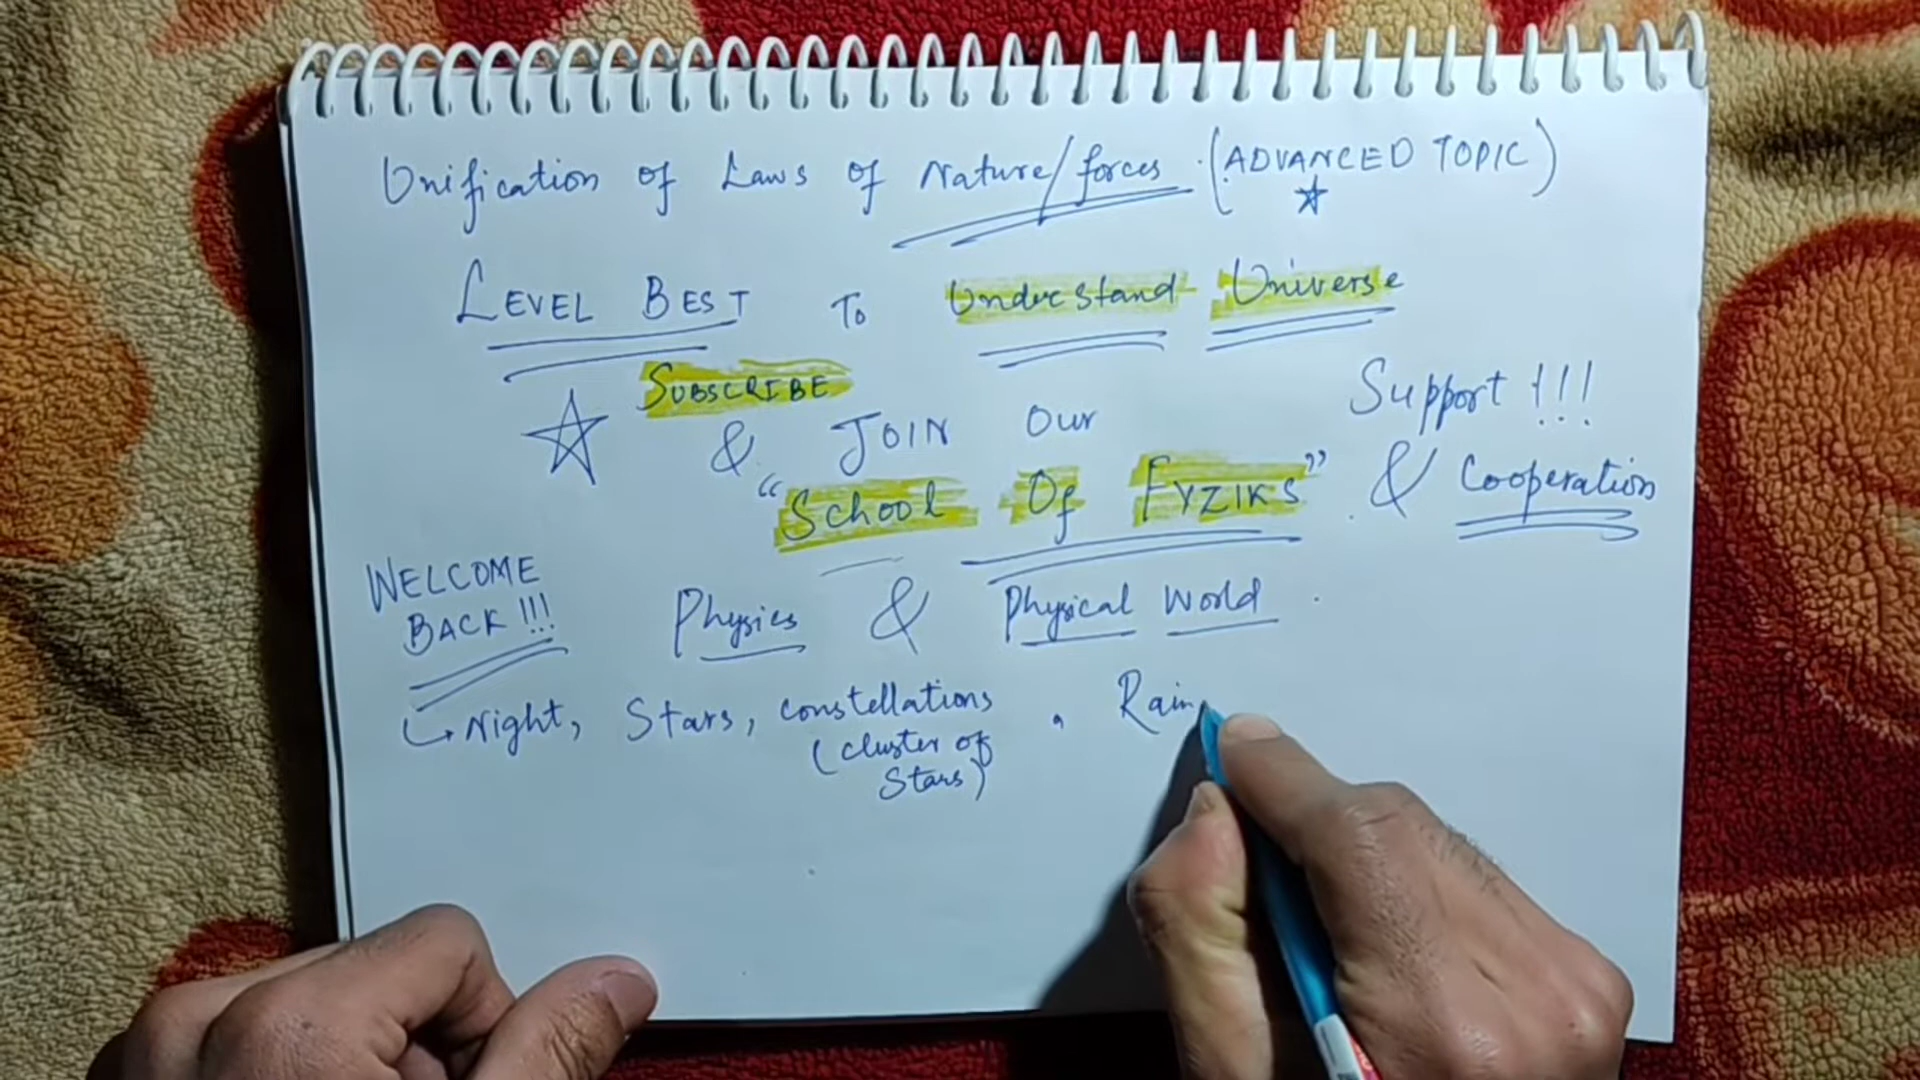 Unification of Laws of Nature/forces. (ADVANCED TOPIC)
LEVEL BEST To Understand Universe
SUBSCRIBE
& JOIN Our
Support !!!
"School Of FYZIKS" & Cooperation
WELCOME
BACK!!!
Physics & Physical World.
Night, Stars, constellations, Rain
(cluster of
Stars)